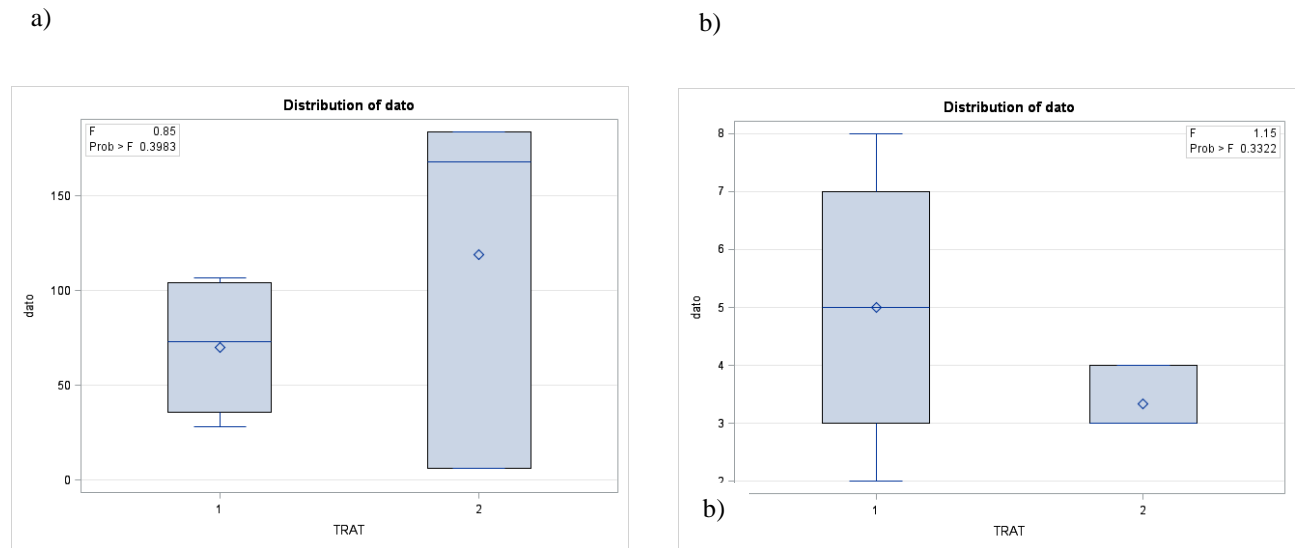 a)
b)
Distribution of dato
F 0.85
Prob > F 0.3983
150
100
50
0
dato
1 2
TRAT
Distribution of dato
F 1.15
Prob > F 0.3322
8
7
6
5
4
3
2
dato
b)
1 2
TRAT